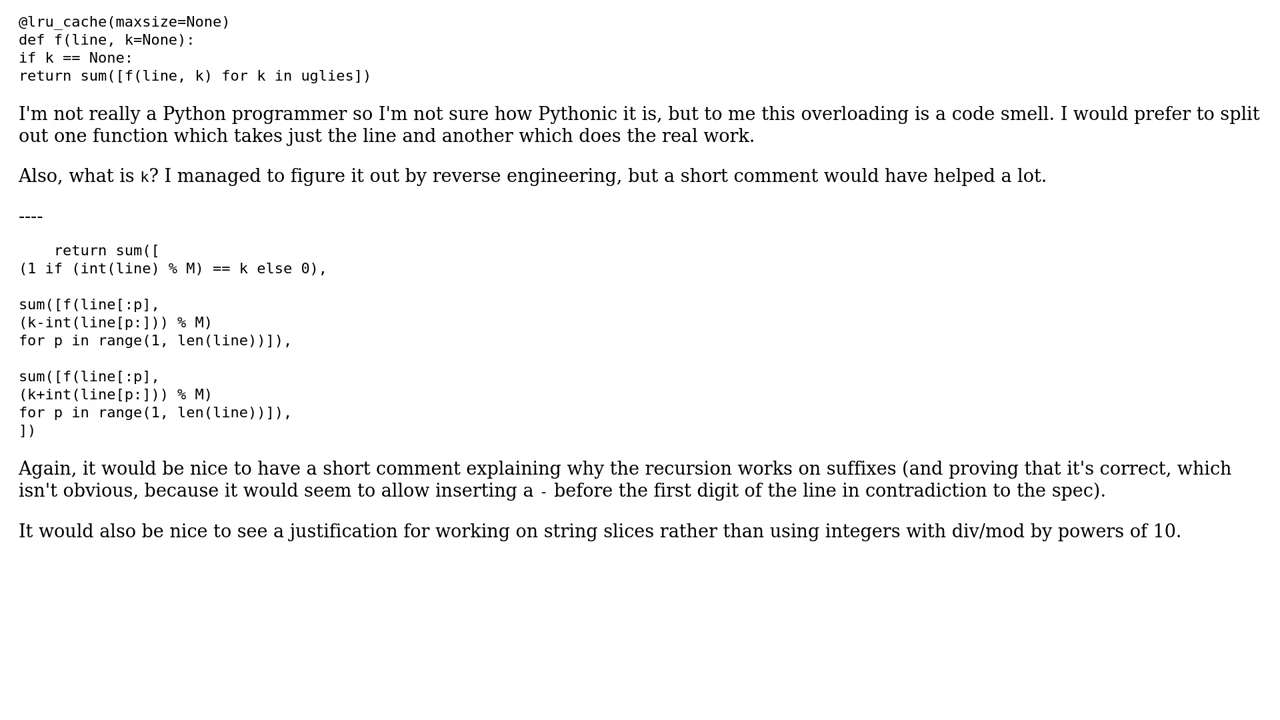 @lru_cache(maxsize=None)
def f(line, k=None):
if k == None:
return sum([f(line, k) for k in uglies])
I'm not really a Python programmer so I'm not sure how Pythonic it is, but to me this overloading is a code smell. I would prefer to split
out one function which takes just the line and another which does the real work.
Also, what is k? I managed to figure it out by reverse engineering, but a short comment would have helped a lot.
----
    return sum([
(1 if (int(line) % M) == k else 0),
sum([f(line[:p],
(k-int(line[p:])) % M)
for p in range(1, len(line))]),
sum([f(line[:p],
(k+int(line[p:])) % M)
for p in range(1, len(line))]),
])
Again, it would be nice to have a short comment explaining why the recursion works on suffixes (and proving that it's correct, which
isn't obvious, because it would seem to allow inserting a - before the first digit of the line in contradiction to the spec).
It would also be nice to see a justification for working on string slices rather than using integers with div/mod by powers of 10.